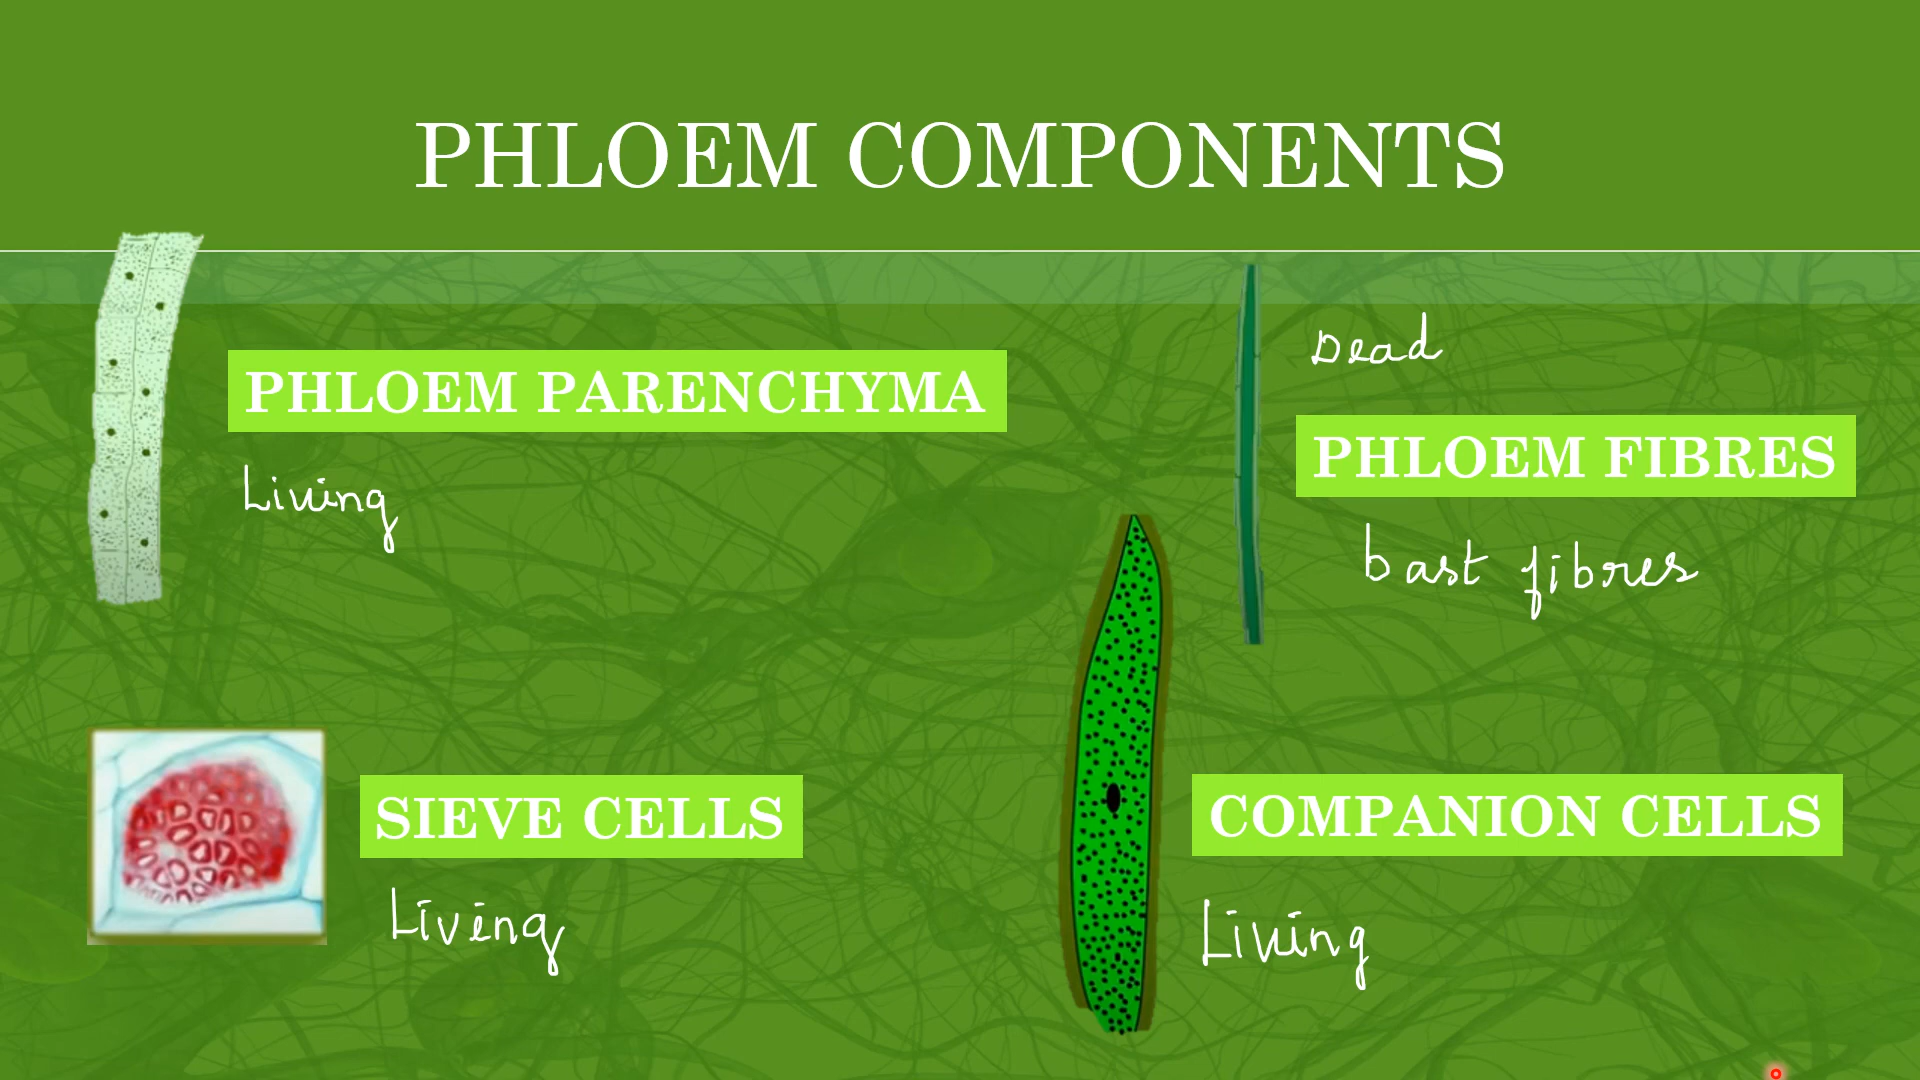 PHLOEM COMPONENTS
PHLOEM PARENCHYMA
Living
Dead
PHLOEM FIBRES
bast fibres
SIEVE CELLS
Living
COMPANION CELLS
Living